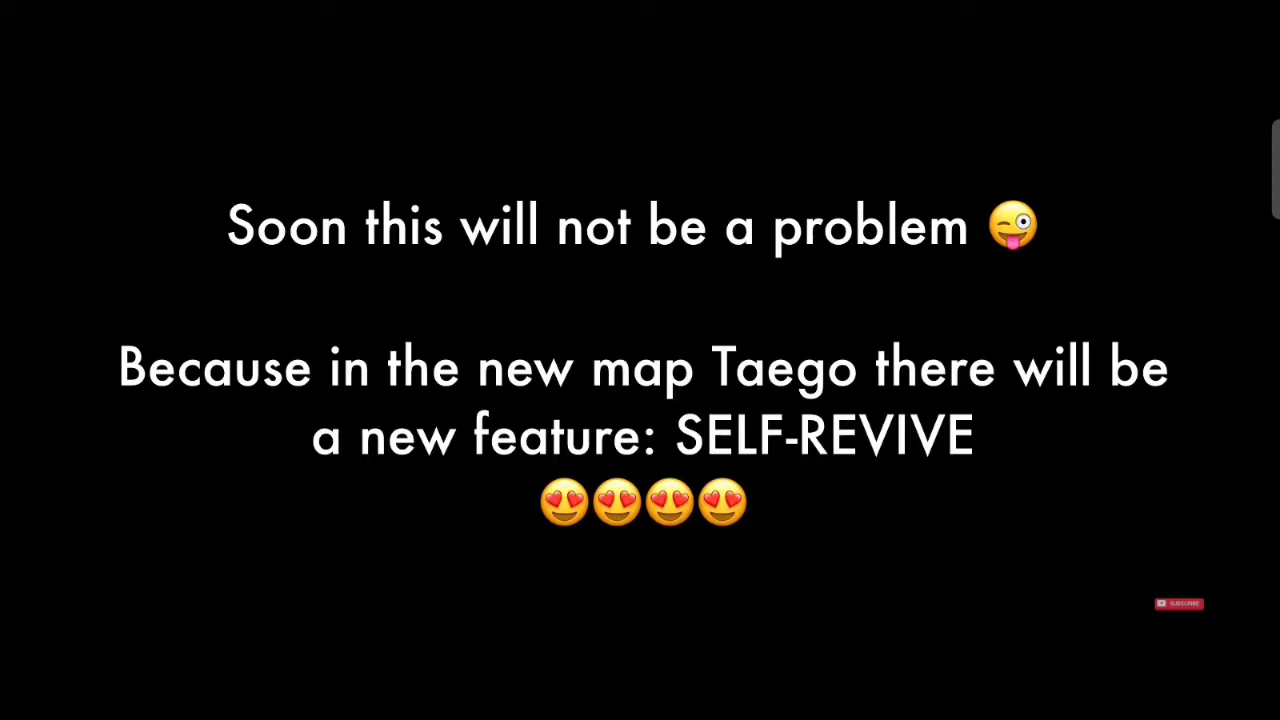 Soon this will not be a problem 😜
Because in the new map Taego there will be
a new feature: SELF-REVIVE
😍😍😍😍
SUBSCRIBE